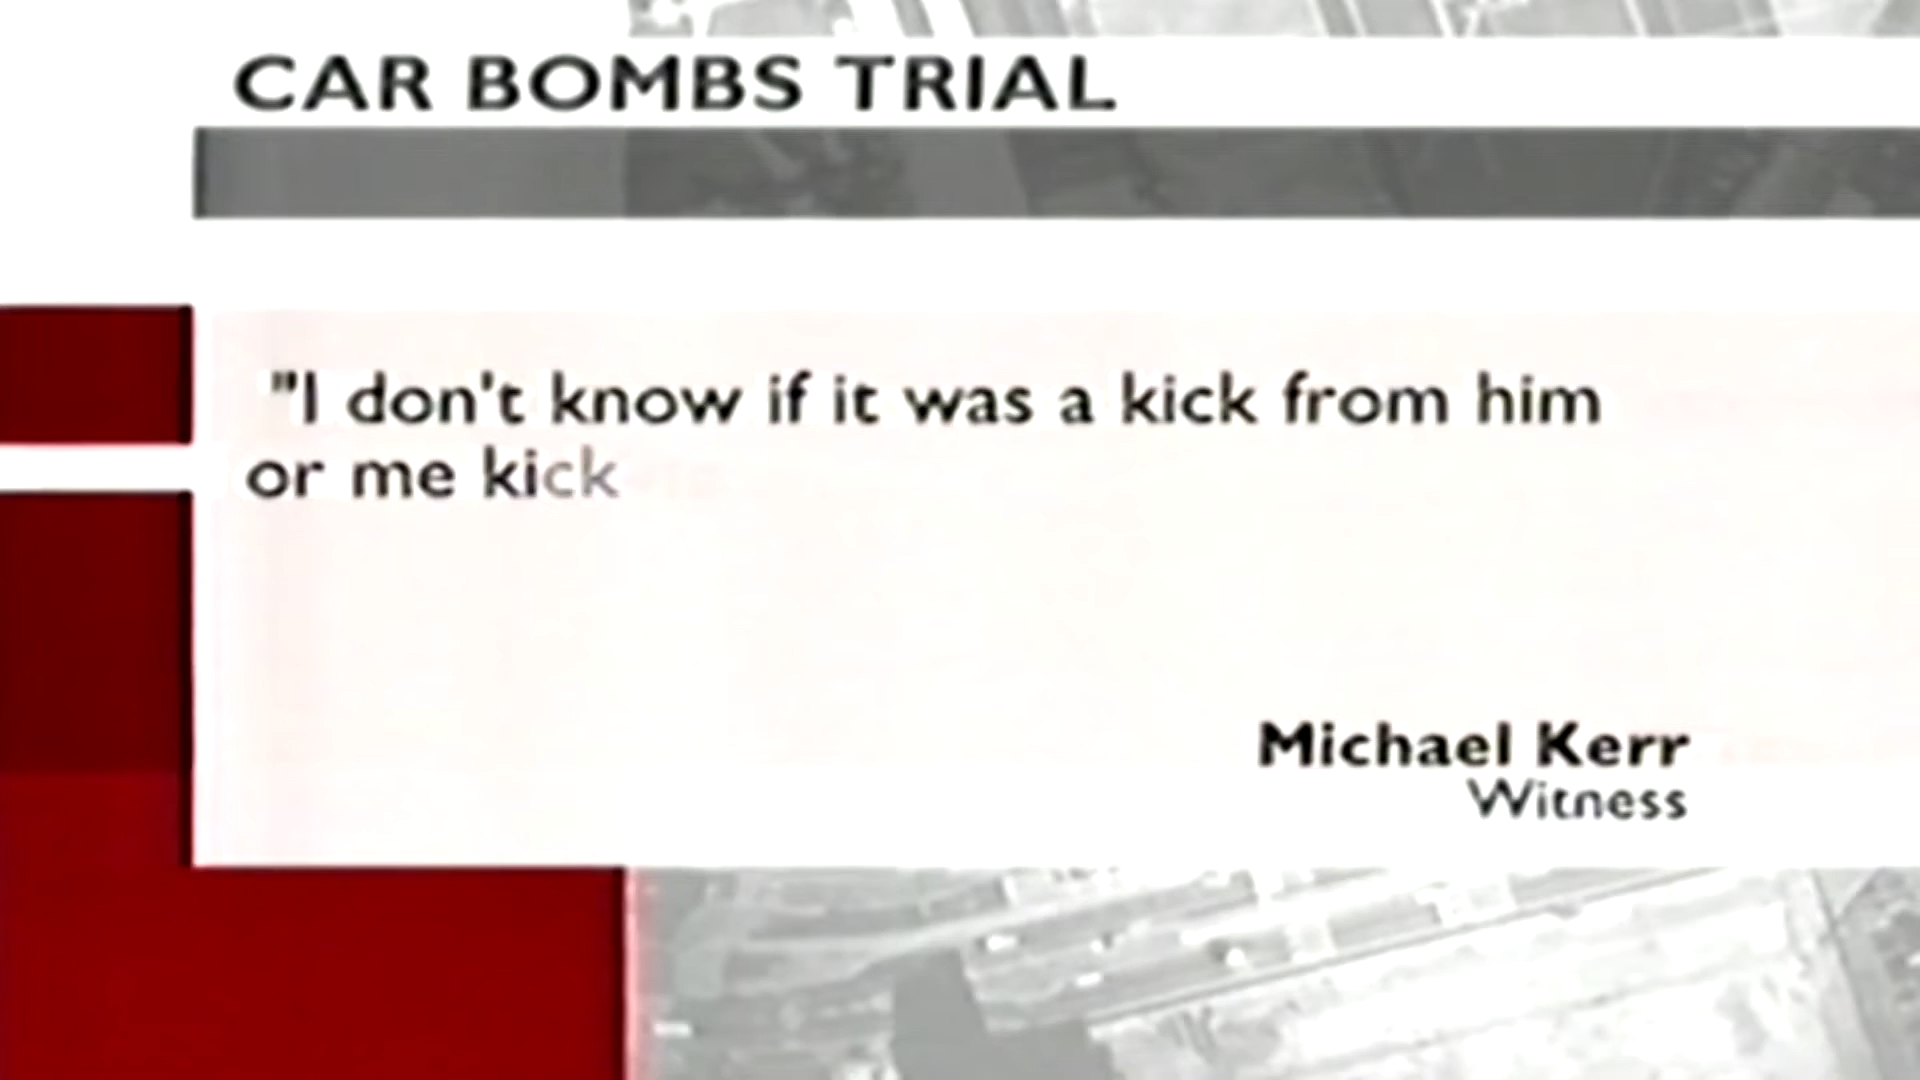 CAR BOMBS TRIAL
"I don't know if it was a kick from him
or me kick
Michael Kerr
Witness